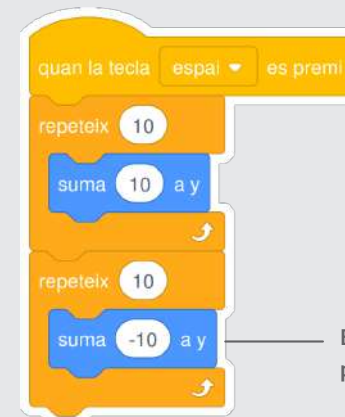 quan la tecla espai es premi
repeteix 10
suma 10 a y
repeteix 10
suma -10 a y